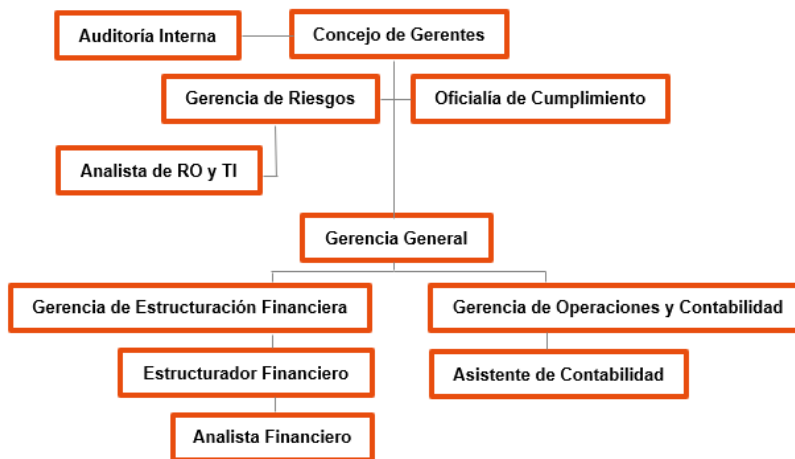 Auditoría Interna
Concejo de Gerentes
Gerencia de Riesgos
Oficialía de Cumplimiento
Analista de RO y TI
Gerencia General
Gerencia de Estructuración Financiera
Gerencia de Operaciones y Contabilidad
Estructurador Financiero
Asistente de Contabilidad
Analista Financiero